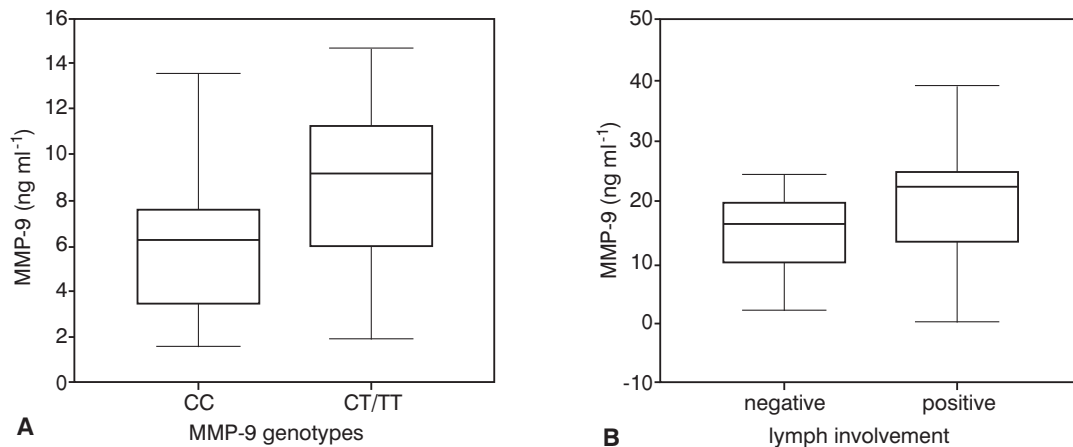 16
14
12
10
8
6
4
2
0
MMP-9 (ng ml⁻¹)
CC CT/TT
MMP-9 genotypes
A
50
40
30
20
10
0
-10
MMP-9 (ng ml⁻¹)
negative positive
lymph involvement
B